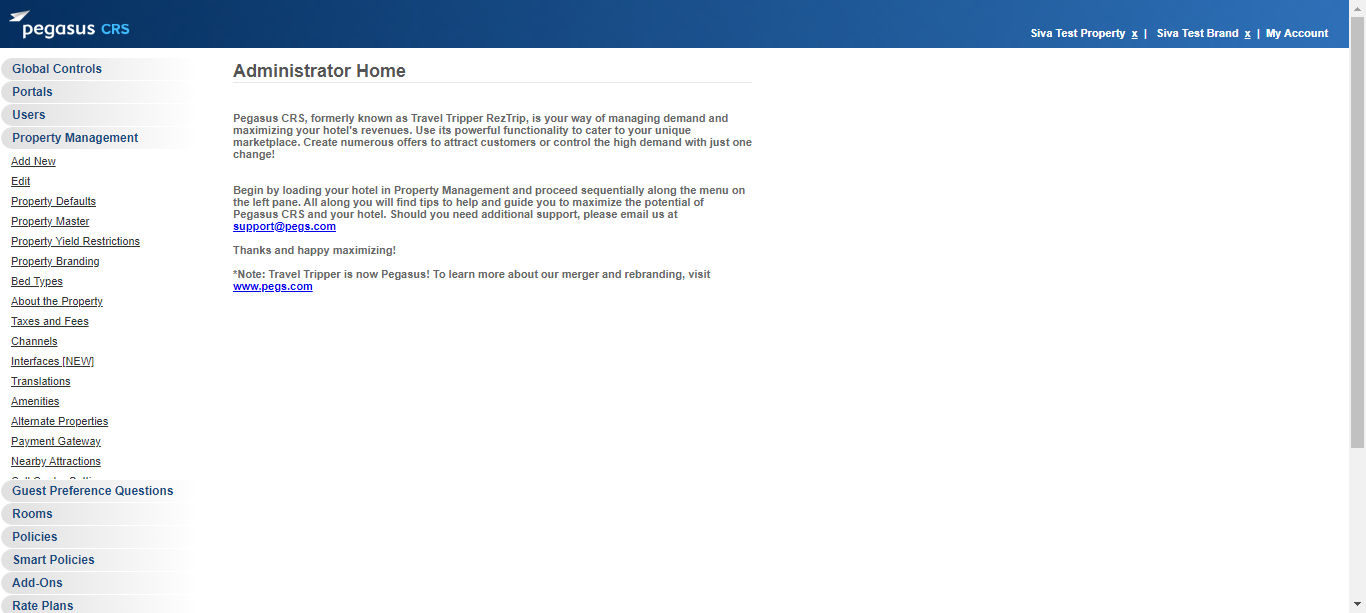 pegasus CRS
Siva Test Property x | Siva Test Brand x | My Account
Global Controls
Portals
Users
Property Management
Add New
Edit
Property Defaults
Property Master
Property Yield Restrictions
Property Branding
Bed Types
About the Property
Taxes and Fees
Channels
Interfaces [NEW]
Translations
Amenities
Alternate Properties
Payment Gateway
Nearby Attractions
Guest Preference Questions
Rooms
Policies
Smart Policies
Add-Ons
Rate Plans
Administrator Home
Pegasus CRS, formerly known as Travel Tripper RezTrip, is your way of managing demand and
maximizing your hotel's revenues. Use its powerful functionality to cater to your unique
marketplace. Create numerous offers to attract customers or control the high demand with just one
change!
Begin by loading your hotel in Property Management and proceed sequentially along the menu on
the left pane. All along you will find tips to help and guide you to maximize the potential of
Pegasus CRS and your hotel. Should you need additional support, please email us at
support@pegs.com
Thanks and happy maximizing!
*Note: Travel Tripper is now Pegasus! To learn more about our merger and rebranding, visit
www.pegs.com